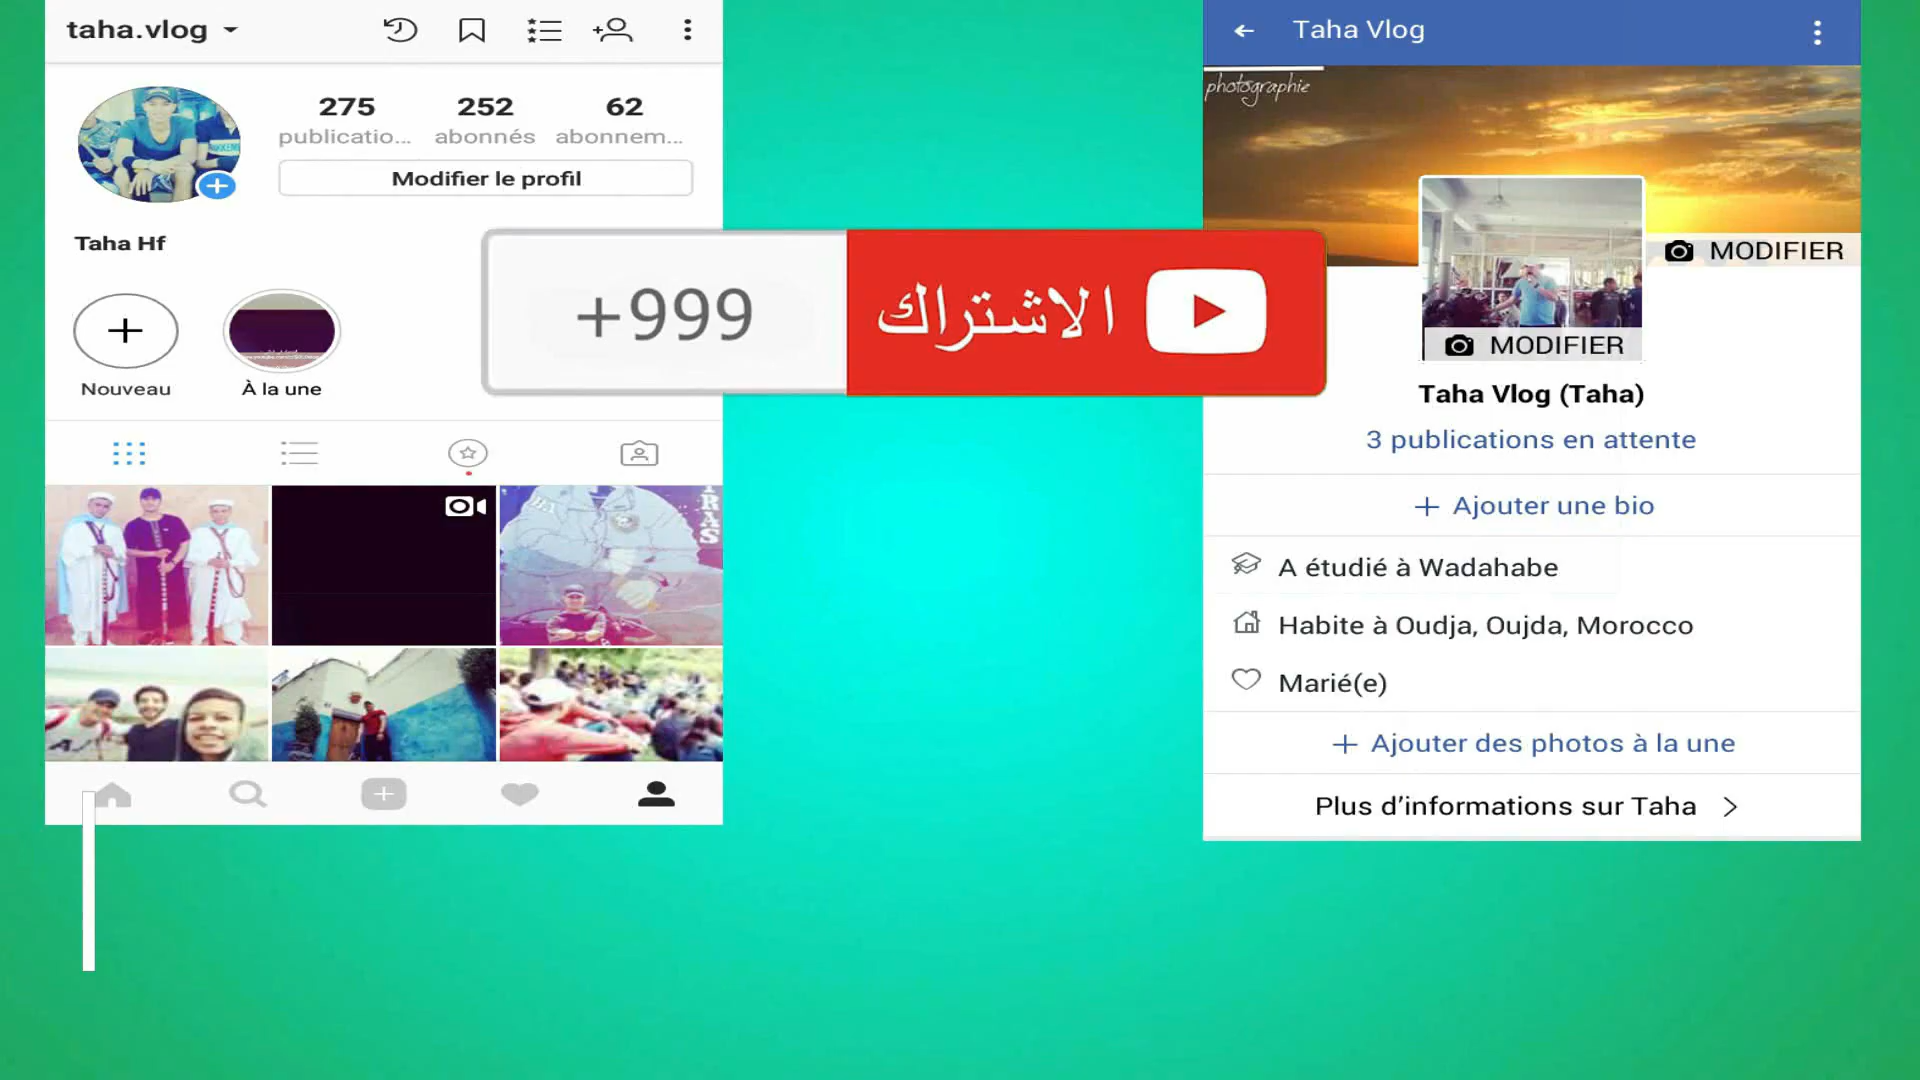 taha.vlog
275 252 62
publicatio... abonnés abonnem...
Modifier le profil
Taha Hf
Nouveau À la une
+999 الاشتراك
Taha Vlog
photographie
MODIFIER
MODIFIER
Taha Vlog (Taha)
3 publications en attente
+ Ajouter une bio
A étudié à Wadahabe
Habite à Oudja, Oujda, Morocco
Marié(e)
+ Ajouter des photos à la une
Plus d’informations sur Taha